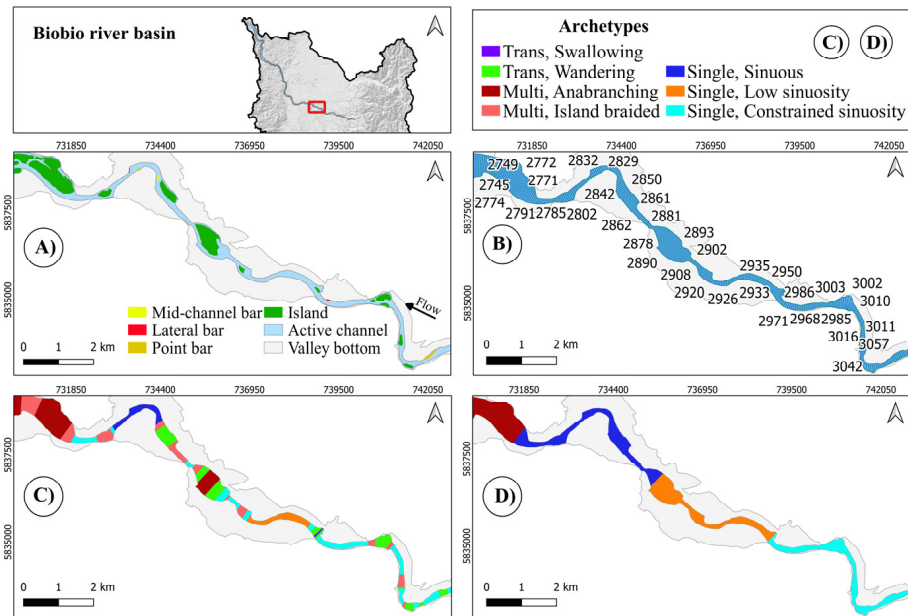 Biobio river basin
Archetypes
C) D)
Trans, Swallowing
Trans, Wandering
Multi, Anabranching
Multi, Island braided
Single, Sinuous
Single, Low sinuosity
Single, Constrained sinuosity
731850 734400 736950 739500 742050
5837500
5835000
A)
Flow
Mid-channel bar
Lateral bar
Point bar
Island
Active channel
Valley bottom
0 1 2 km
731850 734400 736950 739500 742050
5837500
5835000
B)
2749 2772 2832 2829
2745 2771 2842 2850
2774 2861
2791 2785 2802 2881
2862 2893
2878 2902
2890 2935 2950
2908 2986 3003 3002
2920 2926 2933 3010
2971 2968 2985 3011
3016 3057
3042
0 1 2 km
731850 734400 736950 739500 742050
5837500
5835000
C)
0 1 2 km
731850 734400 736950 739500 742050
5837500
5835000
D)
0 1 2 km